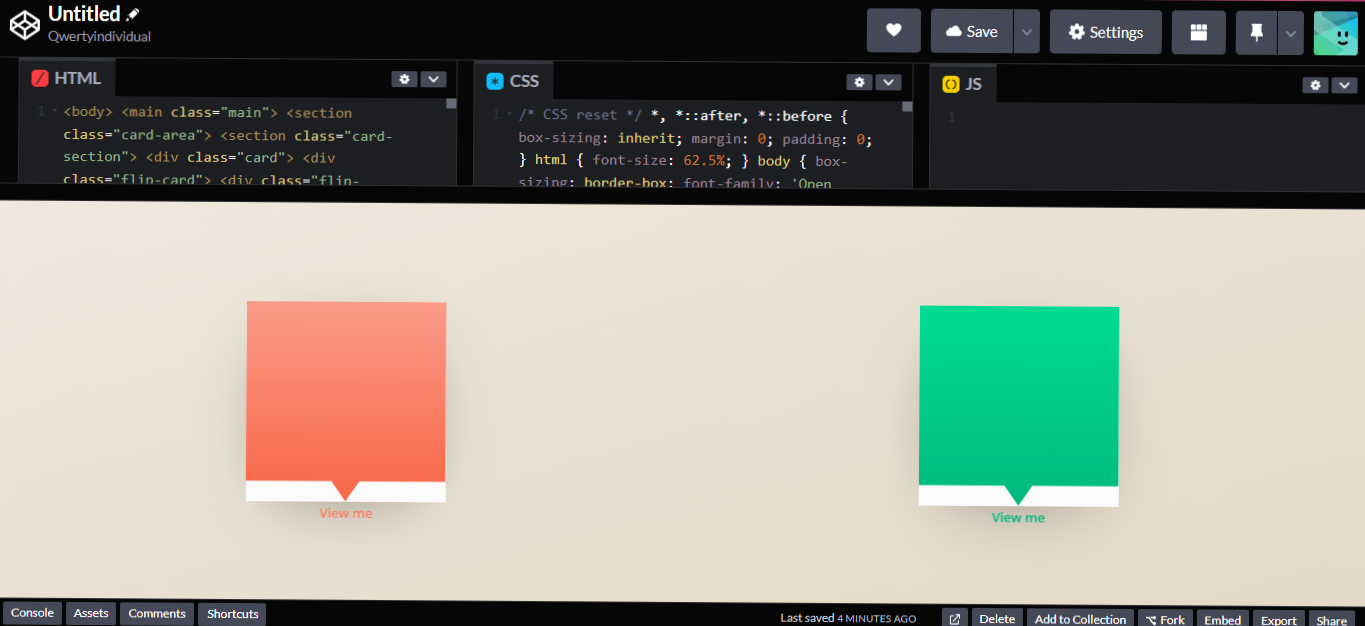 Untitled
Qwertyindividual
Save
Settings
HTML
1 <body> <main class="main"> <section
class="card-area"> <section class="card-
section"> <div class="card"> <div
class="flip-card"> <div class="flip-
CSS
1 /* CSS reset */ *, *::after, *::before {
box-sizing: inherit; margin: 0; padding: 0;
} html { font-size: 62.5%; } body { box-
sizing: border-box; font-family: 'Open
JS
1
View me
View me
Console
Assets
Comments
Shortcuts
Last saved 4 MINUTES AGO
Delete
Add to Collection
Fork
Embed
Export
Share